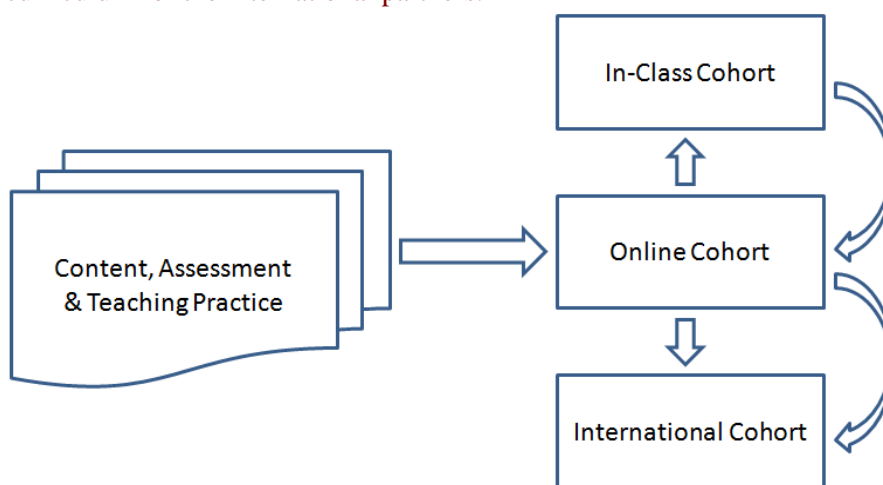 In-Class Cohort
Online Cohort
Content, Assessment
& Teaching Practice
International Cohort